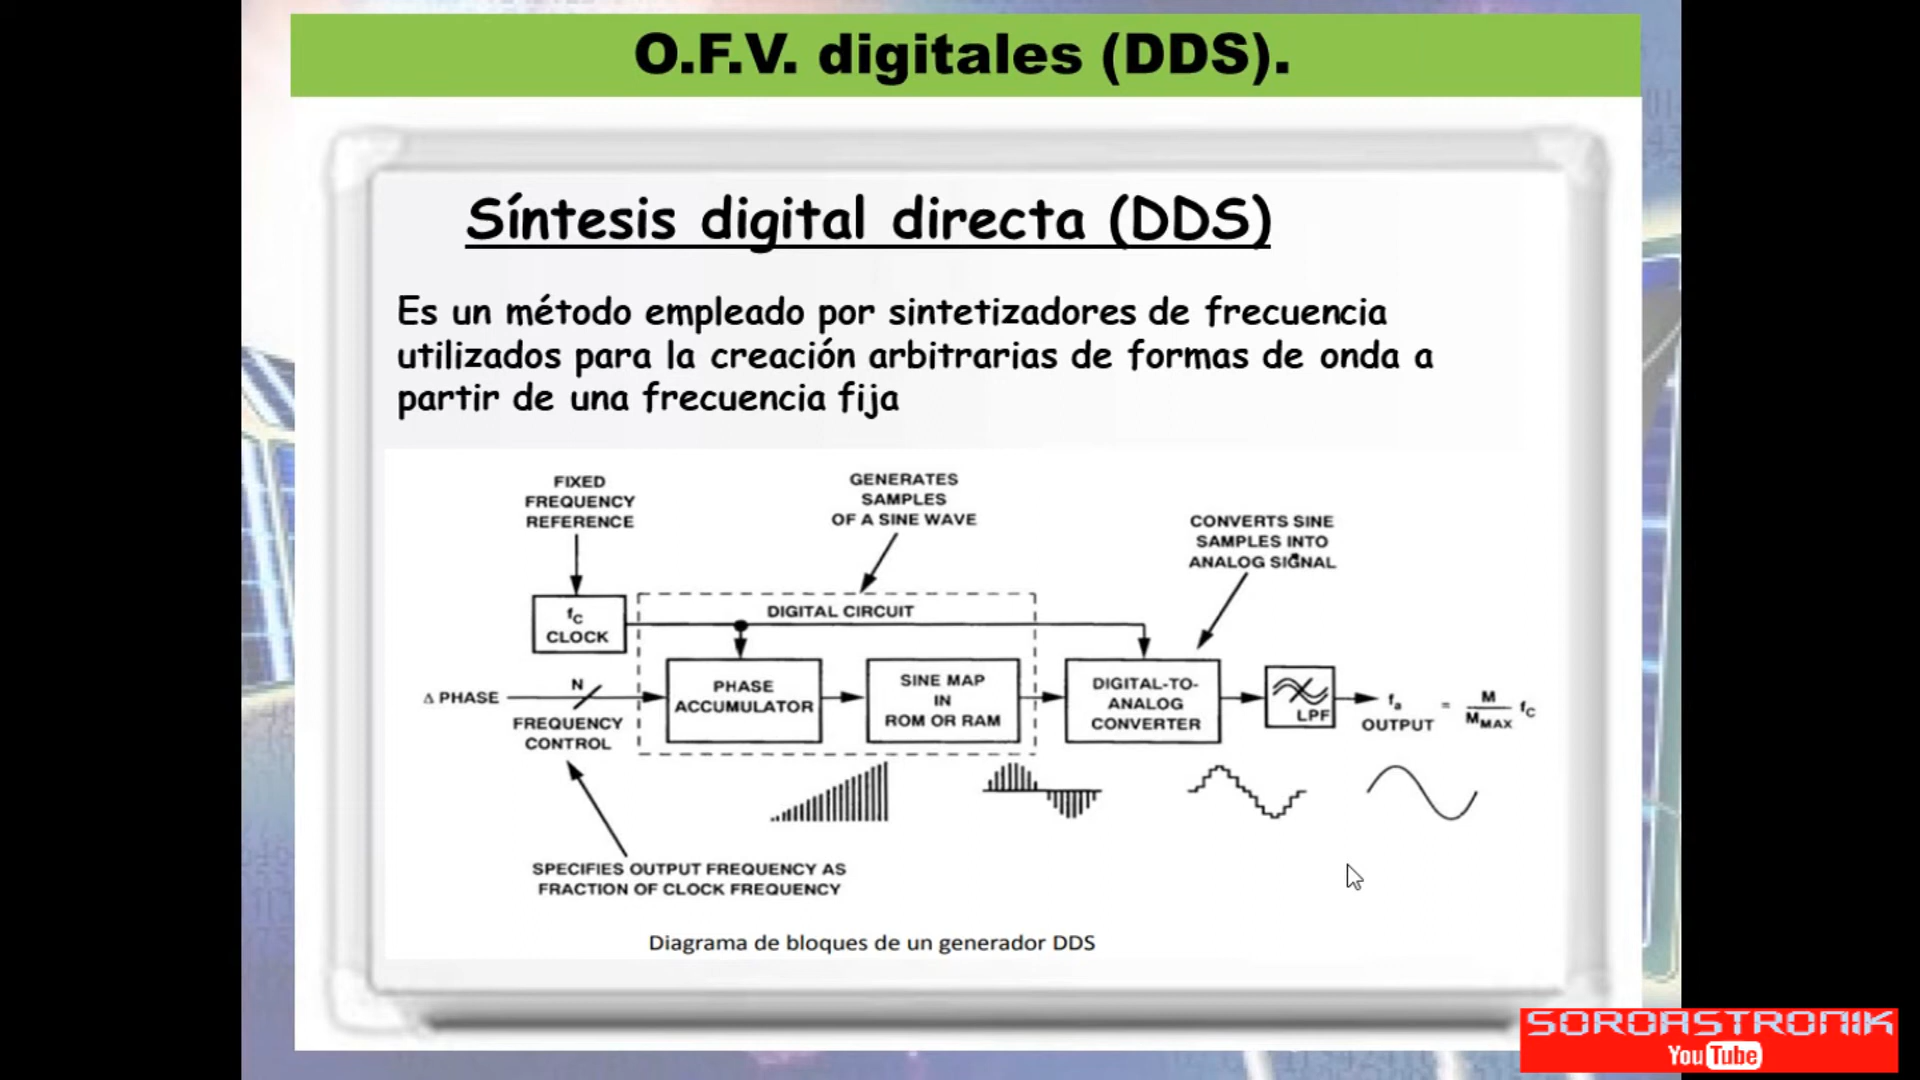 O.F.V. digitales (DDS).
Síntesis digital directa (DDS)
Es un método empleado por sintetizadores de frecuencia
utilizados para la creación arbitrarias de formas de onda a
partir de una frecuencia fija
FIXED
FREQUENCY
REFERENCE
GENERATES
SAMPLES
OF A SINE WAVE
CONVERTS SINE
SAMPLES INTO
ANALOG SIGNAL
fC
CLOCK
DIGITAL CIRCUIT
Δ PHASE
N
FREQUENCY
CONTROL
PHASE
ACCUMULATOR
SINE MAP
IN
ROM OR RAM
DIGITAL-TO-
ANALOG
CONVERTER
LPF
fa
OUTPUT
= M / MMAX fC
SPECIFIES OUTPUT FREQUENCY AS
FRACTION OF CLOCK FREQUENCY
Diagrama de bloques de un generador DDS
SOROASTRONIK
YouTube